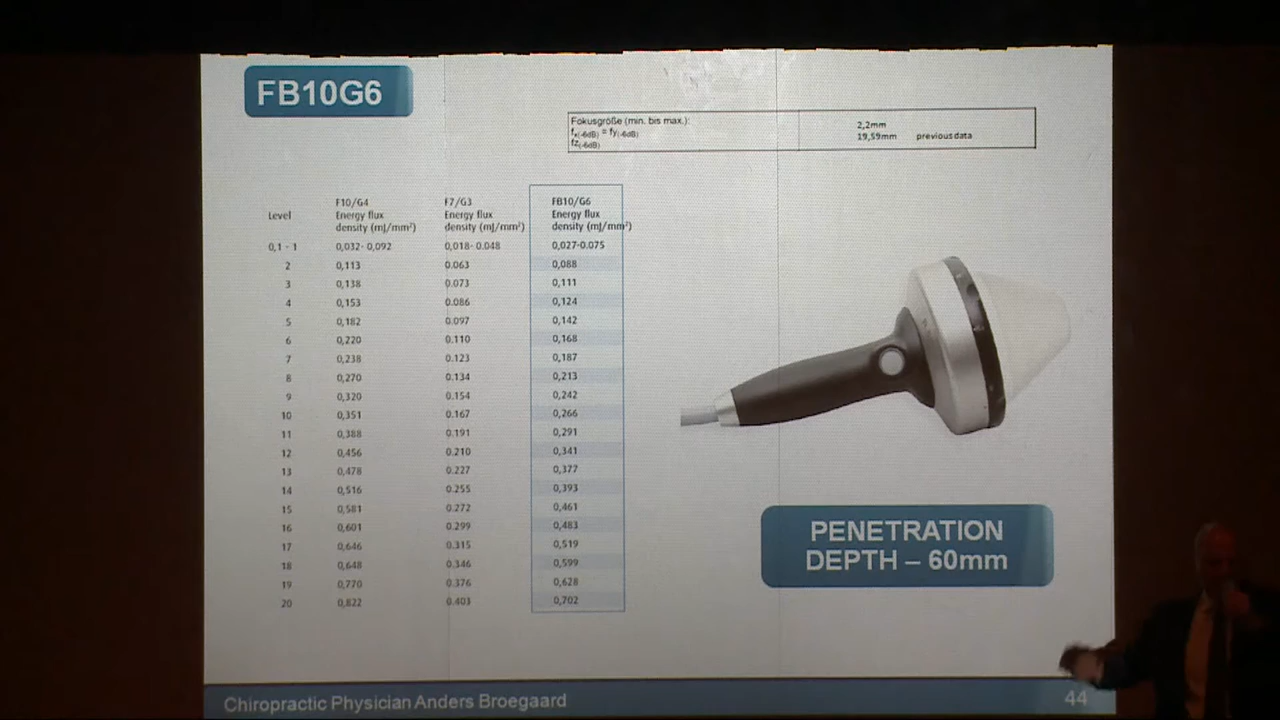 FB10G6
Fokusgröße (min. bis max.):
fx(-6dB) = fy(-6dB) 2,2mm
fz(-6dB) 19,59mm previous data
F10/G4 F7/G3 FB10/G6
Level Energy flux Energy flux Energy flux
density (mJ/mm²) density (mJ/mm²) density (mJ/mm²)
0,1 - 1 0,032- 0,092 0,018- 0.048 0,027-0.075
2 0,113 0.063 0,088
3 0,138 0.073 0,111
4 0,153 0.086 0,124
5 0,182 0.097 0,142
6 0,220 0.110 0,168
7 0,238 0.123 0,187
8 0,270 0.134 0,213
9 0,320 0.154 0,242
10 0,351 0.167 0,266
11 0,388 0.191 0,291
12 0,456 0.210 0,341
13 0,478 0.227 0,377
14 0,516 0.255 0,393
15 0,581 0.272 0,461
16 0,601 0.299 0,483
17 0,646 0.315 0,519
18 0,648 0.346 0,599
19 0,770 0.376 0,628
20 0,822 0.403 0,702
PENETRATION
DEPTH – 60mm
Chiropractic Physician Anders Broegaard 44